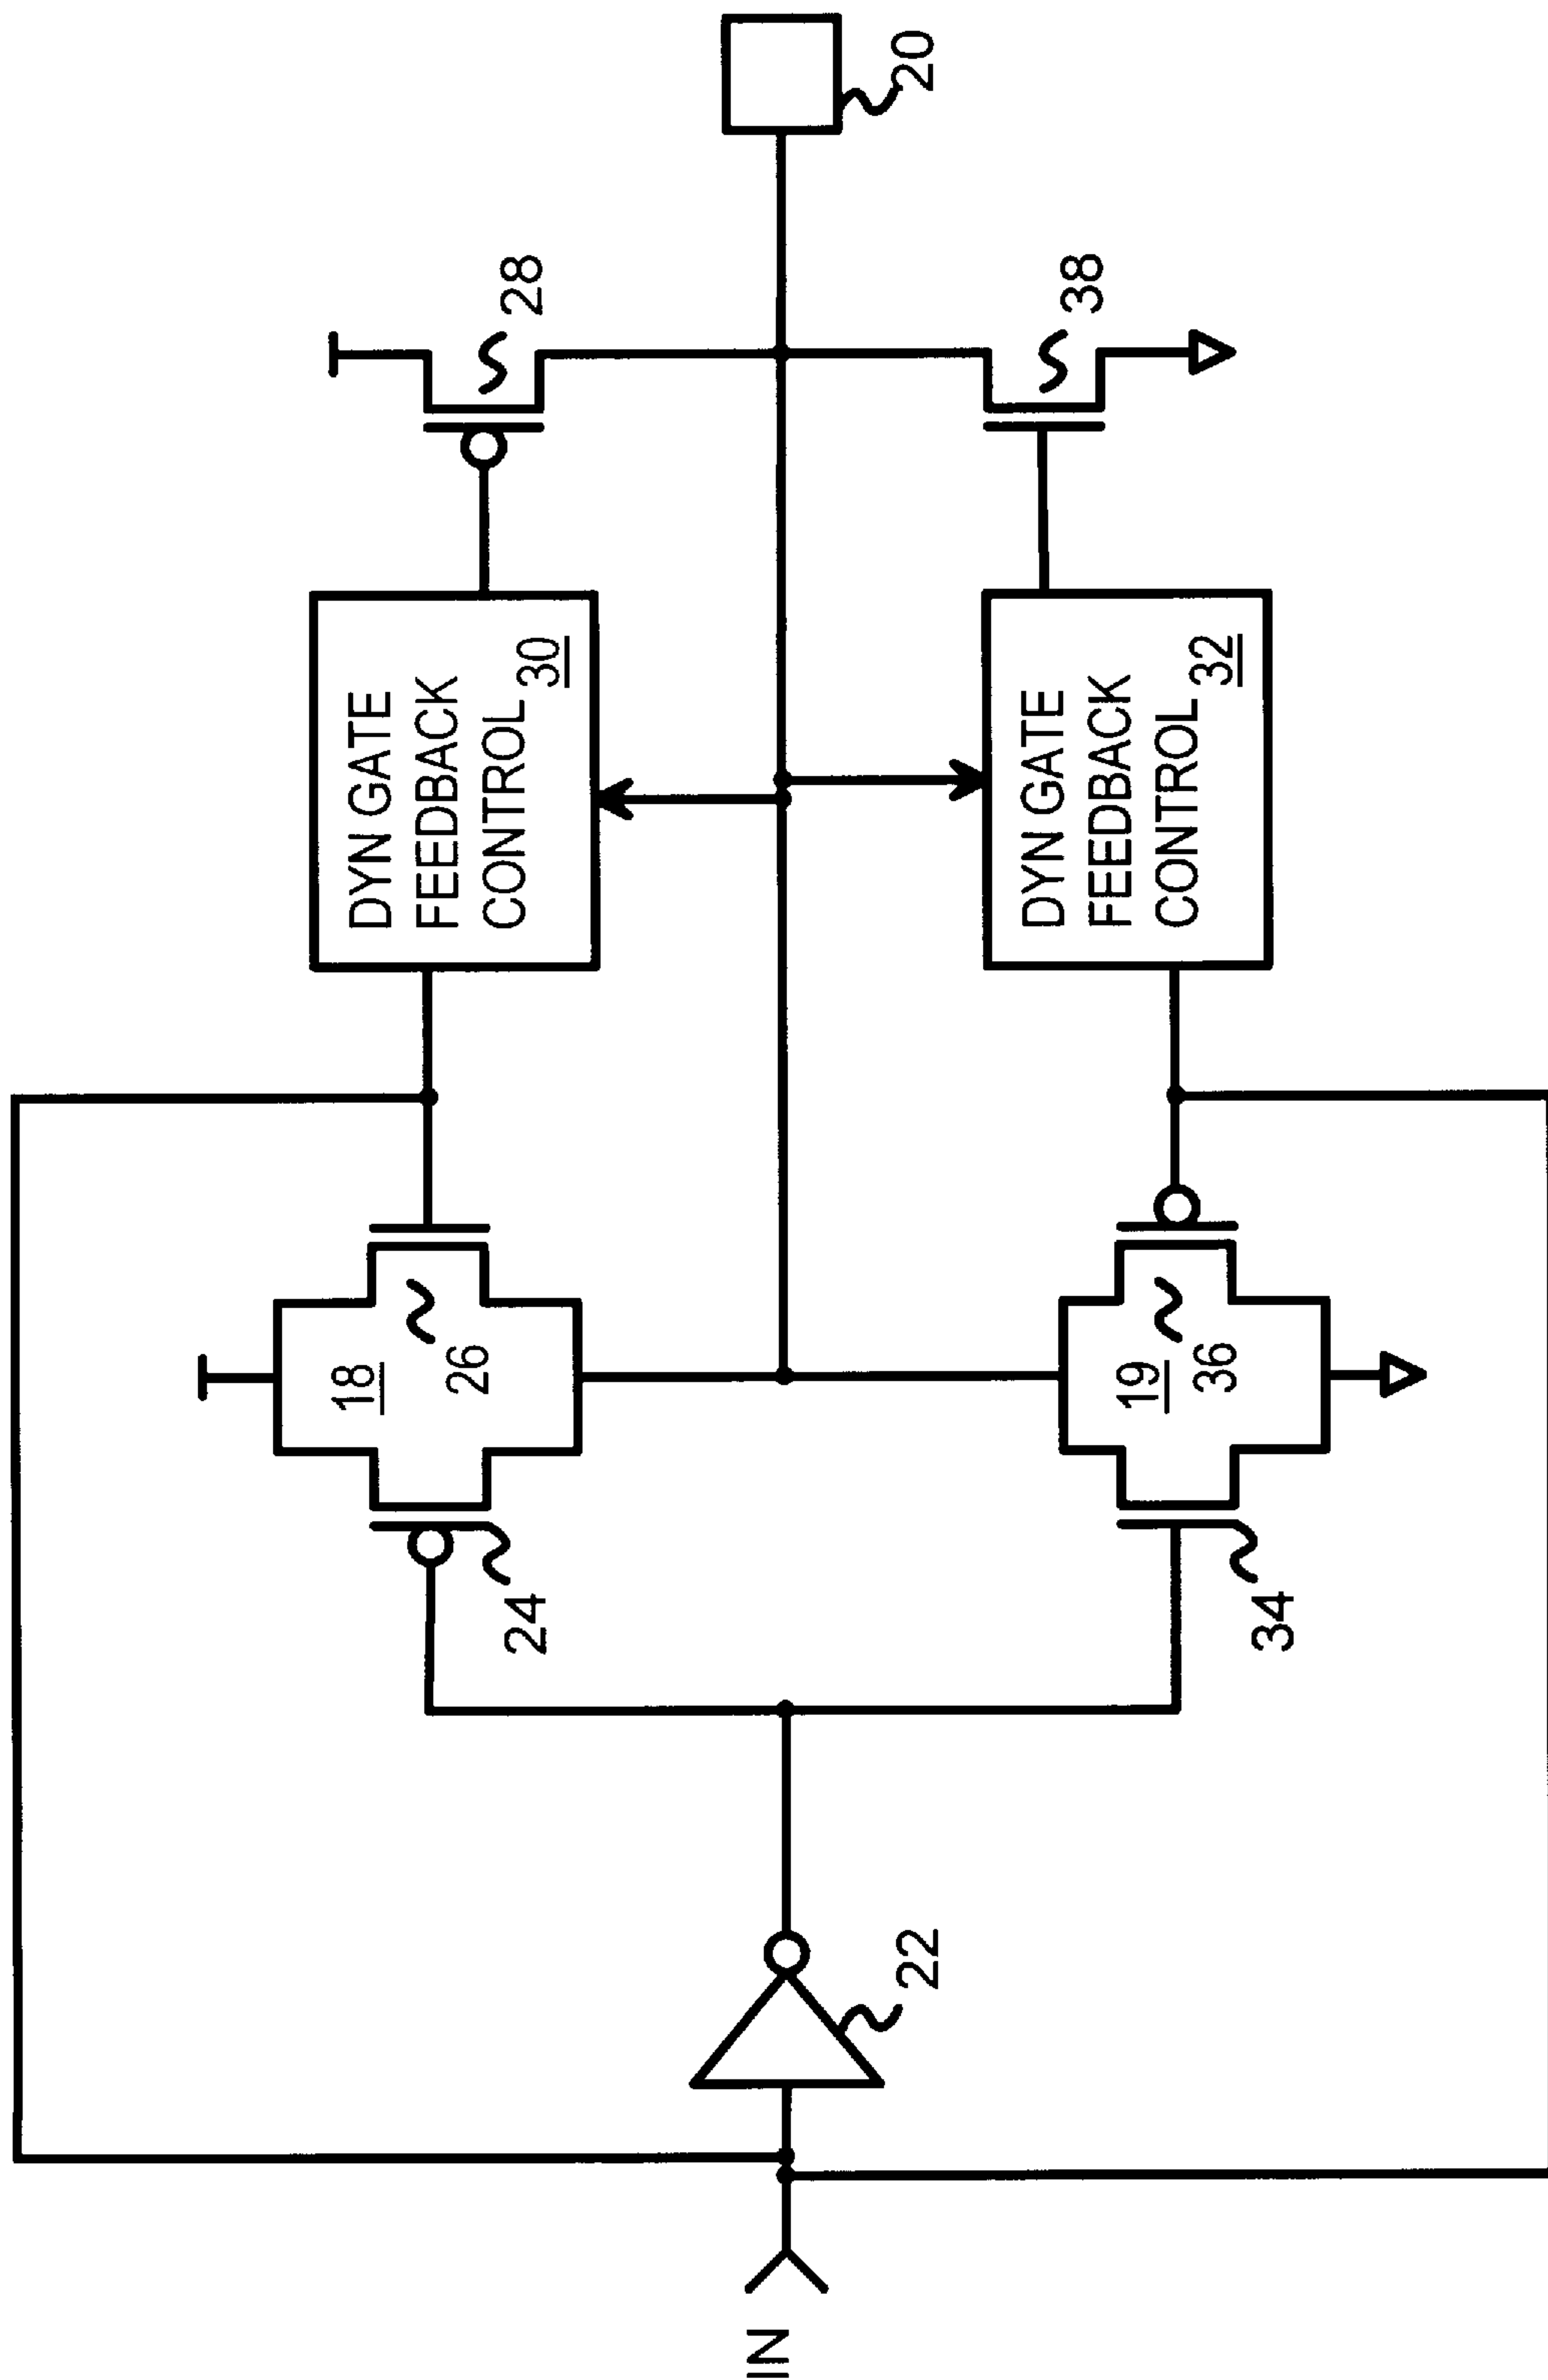 IN
22
24
18
26
DYN GATE
FEEDBACK
CONTROL 30
28
20
34
19
36
DYN GATE
FEEDBACK
CONTROL 32
38